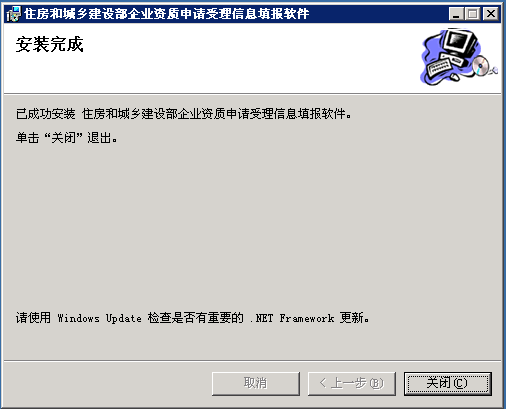 住房和城乡建设部企业资质申请受理信息填报软件
安装完成
已成功安装 住房和城乡建设部企业资质申请受理信息填报软件。
单击“关闭”退出。
请使用 Windows Update 检查是否有重要的 .NET Framework 更新。
取消
< 上一步(B)
关闭(C)